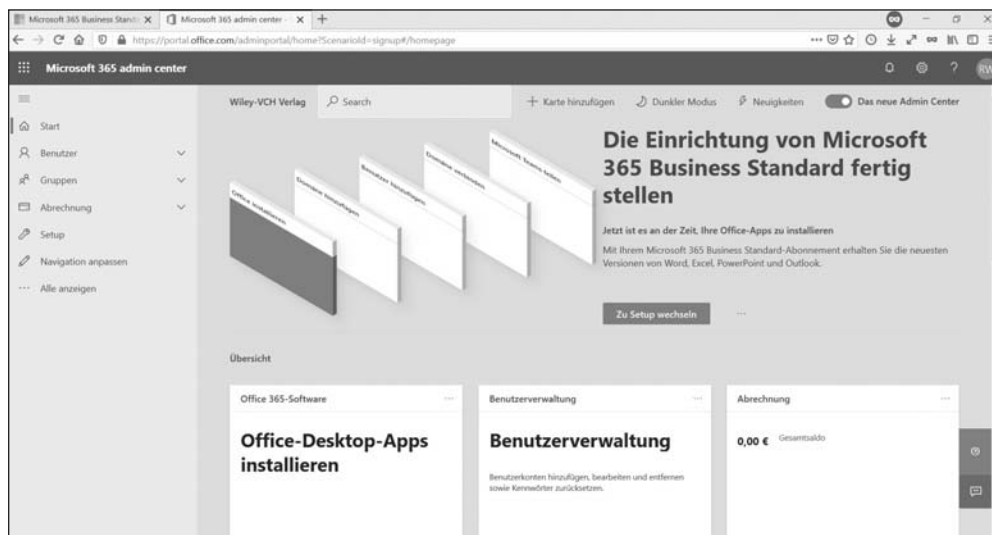 Microsoft 365 Business Stand
Microsoft 365 admin center -
https://portal.office.com/adminportal/home?ScenarioId=signup#/homepage
Microsoft 365 admin center
RW
Wiley-VCH Verlag
Search
Karte hinzufügen
Dunkler Modus
Neuigkeiten
Das neue Admin Center
Start
Benutzer
Gruppen
Abrechnung
Setup
Navigation anpassen
Alle anzeigen
Office installieren
Domäne hinzufügen
Benutzer hinzufügen
Domäne verbinden
Microsoft Teams
Die Einrichtung von Microsoft
365 Business Standard fertig
stellen
Jetzt ist es an der Zeit, Ihre Office-Apps zu installieren
Mit Ihrem Microsoft 365 Business Standard-Abonnement erhalten Sie die neuesten
Versionen von Word, Excel, PowerPoint und Outlook.
Zu Setup wechseln
Übersicht
Office 365-Software
Office-Desktop-Apps
installieren
Benutzerverwaltung
Benutzerverwaltung
Benutzerkonten hinzufügen, bearbeiten und entfernen
sowie Kennwörter zurücksetzen.
Abrechnung
0,00 € Gesamtsaldo